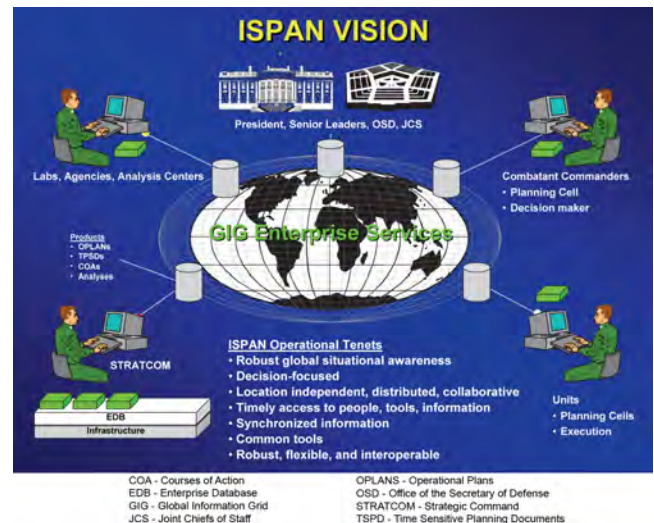 ISPAN VISION
President, Senior Leaders, OSD, JCS
Labs, Agencies, Analysis Centers
Combatant Commanders
• Planning Cell
• Decision maker
GIG Enterprise Services
Products
• OPLANs
• TPSDs
• COAs
• Analyses
STRATCOM
EDB
Infrastructure
ISPAN Operational Tenets
• Robust global situational awareness
• Decision-focused
• Location independent, distributed, collaborative
• Timely access to people, tools, information
• Synchronized information
• Common tools
• Robust, flexible, and interoperable
Units
• Planning Cells
• Execution
COA - Courses of Action
EDB - Enterprise Database
GIG - Global Information Grid
JCS - Joint Chiefs of Staff
OPLANS - Operational Plans
OSD - Office of the Secretary of Defense
STRATCOM - Strategic Command
TSPD - Time Sensitive Planning Documents